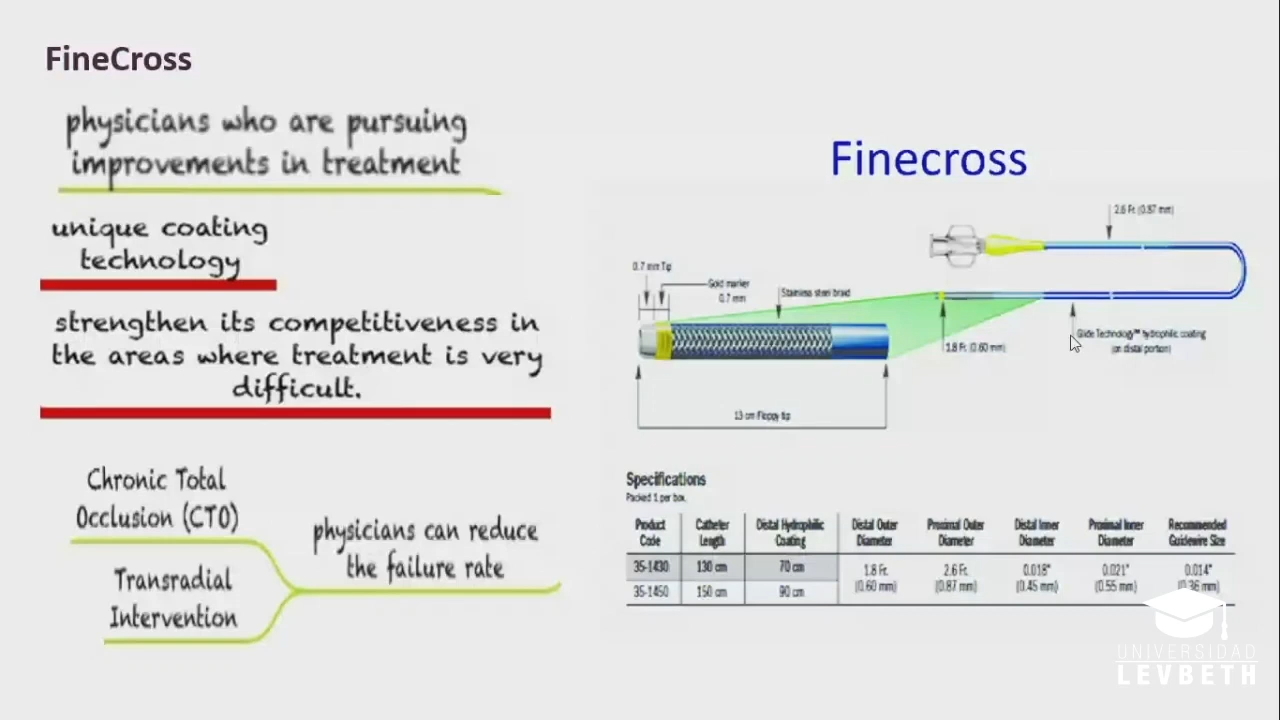 FineCross
physicians who are pursuing
improvements in treatment
unique coating
technology
strengthen its competitiveness in
the areas where treatment is very
difficult.
Chronic Total
Occlusion (CTO)
Transradial
Intervention
physicians can reduce
the failure rate
Finecross
2.6 Fr. (0.87 mm)
0.7 mm Tip
Gold marker
0.7 mm
Stainless steel braid
1.8 Fr. (0.60 mm)
Glide Technology™ hydrophilic coating
(on distal portion)
13 cm Floppy tip
Specifications
Packed 1 per box.
Product Catheter Distal Hydrophilic Distal Outer Proximal Outer Distal Inner Proximal Inner Recommended
Code Length Coating Diameter Diameter Diameter Diameter Guidewire Size
35-1430 130 cm 70 cm 1.8 Fr. 2.6 Fr. 0.018" 0.021" 0.014"
35-1450 150 cm 90 cm (0.60 mm) (0.87 mm) (0.45 mm) (0.55 mm) (0.36 mm)
UNIVERSIDAD
LEVBETH